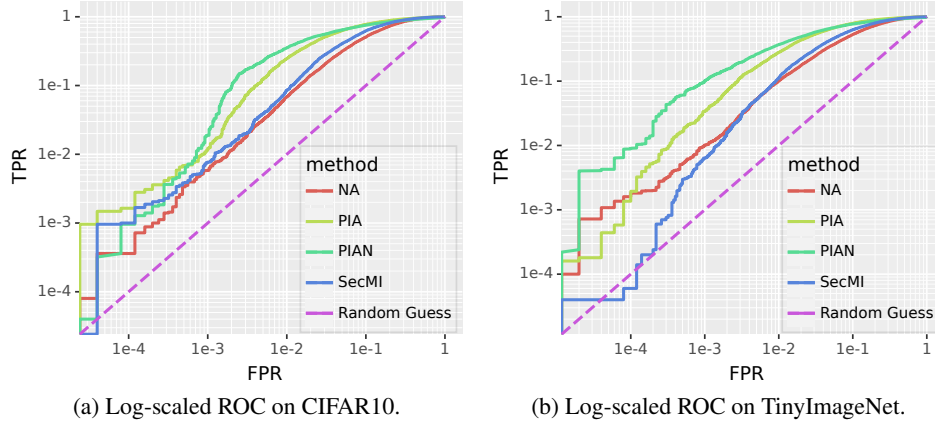 1
1e-1
1e-2
1e-3
1e-4
TPR
method
NA
PIA
PIAN
SecMI
Random Guess
1e-4 1e-3 1e-2 1e-1 1
FPR
(a) Log-scaled ROC on CIFAR10.
1
1e-1
1e-2
1e-3
1e-4
TPR
method
NA
PIA
PIAN
SecMI
Random Guess
1e-4 1e-3 1e-2 1e-1 1
FPR
(b) Log-scaled ROC on TinyImageNet.